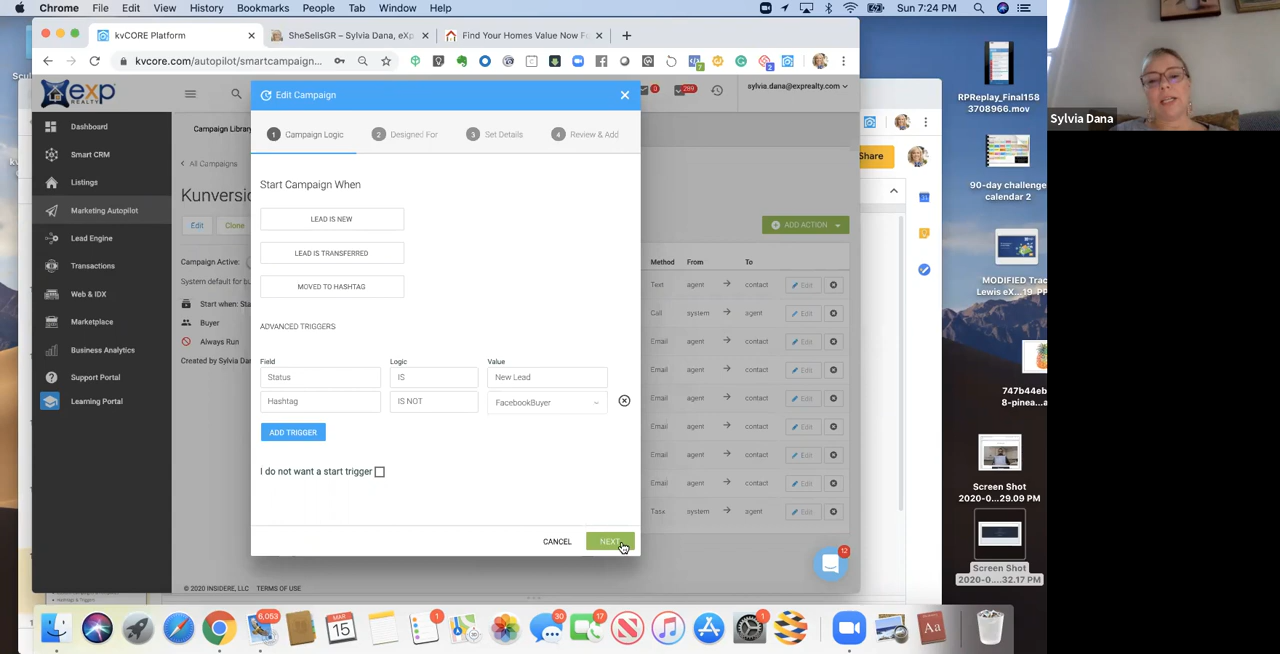 Chrome File Edit View History Bookmarks People Tab Window Help
Sun 7:24 PM
kvCORE Platform
SheSellsGR – Sylvia Dana, eXp
Find Your Homes Value Now F
kvcore.com/autopilot/smartcampaign...
exp
REALTY
0
289
sylvia.dana@exprealty.com
Dashboard
Smart CRM
Listings
Marketing Autopilot
Lead Engine
Transactions
Web & IDX
Marketplace
Business Analytics
Support Portal
Learning Portal
Campaign Library
All Campaigns
Kunversio
Edit
Clone
Campaign Active:
System default for bu
Start when: Sta
Buyer
Always Run
Created by Sylvia Da
© 2020 INSIDERE, LLC TERMS OF USE
Edit Campaign
1 Campaign Logic
2 Designed For
3 Set Details
4 Review & Add
Start Campaign When
LEAD IS NEW
LEAD IS TRANSFERRED
MOVED TO HASHTAG
ADVANCED TRIGGERS
Field Logic Value
Status IS New Lead
Hashtag IS NOT FacebookBuyer
ADD TRIGGER
I do not want a start trigger
CANCEL NEXT
ADD ACTION
Method From To
Text agent contact Edit
Call system agent Edit
Email agent contact Edit
Email agent contact Edit
Email agent contact Edit
Email agent contact Edit
Email agent contact Edit
Email agent contact Edit
Task system agent Edit
12
Share
RPReplay_Final158
3708966.mov
90-day challenge
calendar 2
MODIFIED Trac
Lewis eX...19. PP
747b44eb
8-pinea...a
Screen Shot
2020-0...29.09 PM
Screen Shot
2020-0....32.17 PM
Sylvia Dana
6,053
MAR
15
1
30
17
1
Aa